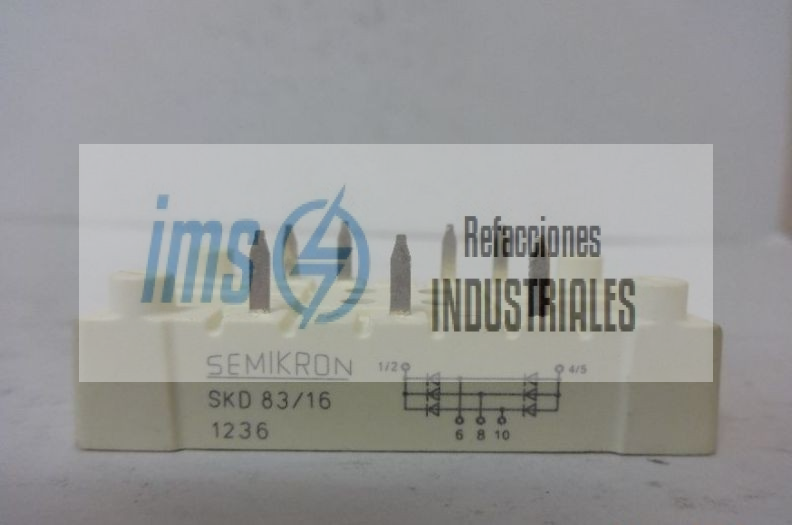 ims
Refacciones
INDUSTRIALES
SEMIKRON
SKD 83/16
1236
1/2
4/5
6 8 10